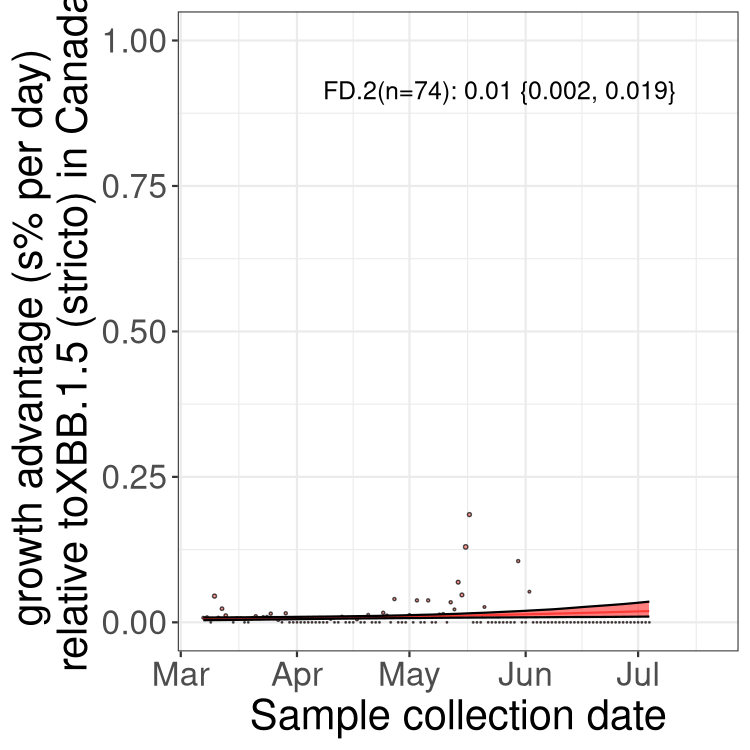 growth advantage (s% per day)
relative toXBB.1.5 (stricto) in Canada
1.00
0.75
0.50
0.25
0.00
FD.2(n=74): 0.01 {0.002, 0.019}
Mar Apr May Jun Jul
Sample collection date